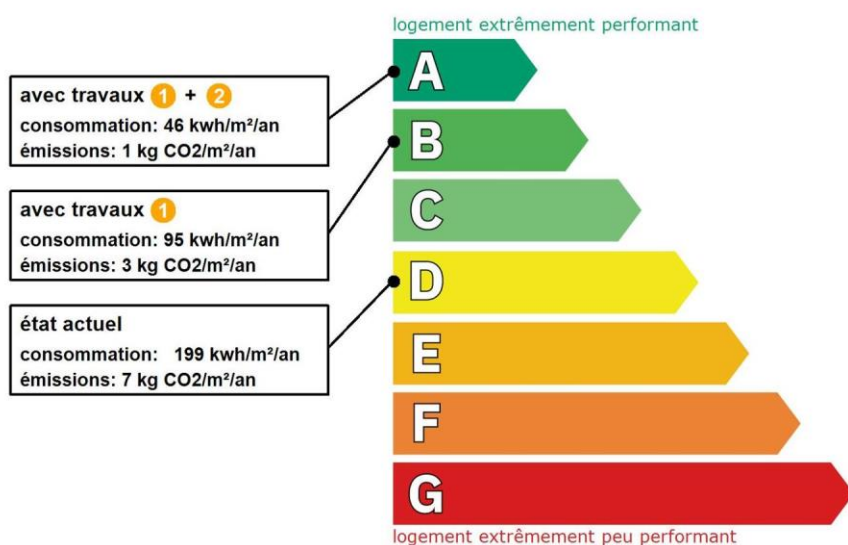 logement extrêmement performant
A
avec travaux 1 + 2
consommation: 46 kwh/m²/an
émissions: 1 kg CO2/m²/an
B
avec travaux 1
consommation: 95 kwh/m²/an
émissions: 3 kg CO2/m²/an
C
D
état actuel
consommation: 199 kwh/m²/an
émissions: 7 kg CO2/m²/an
E
F
G
logement extrêmement peu performant